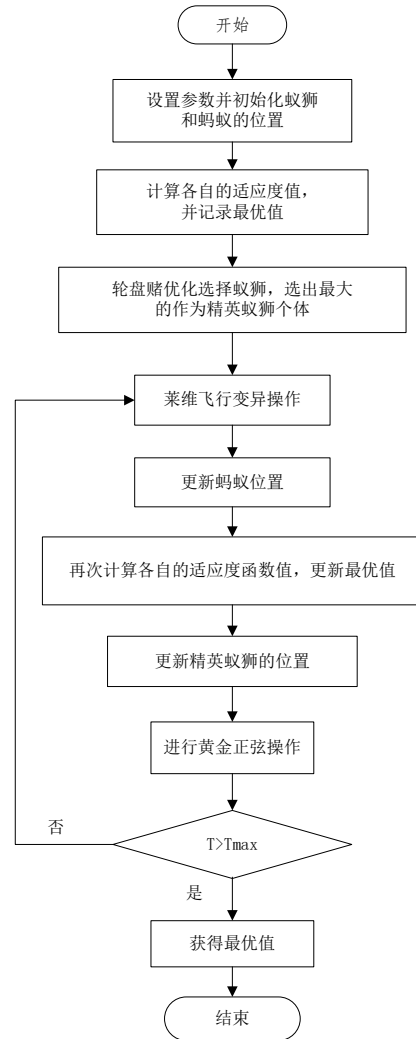 开始
设置参数并初始化蚁狮
和蚂蚁的位置
计算各自的适应度值，
并记录最优值
轮盘赌优化选择蚁狮，选出最大
的作为精英蚁狮个体
莱维飞行变异操作
更新蚂蚁位置
再次计算各自的适应度函数值，更新最优值
更新精英蚁狮的位置
进行黄金正弦操作
否
T>Tmax
是
获得最优值
结束